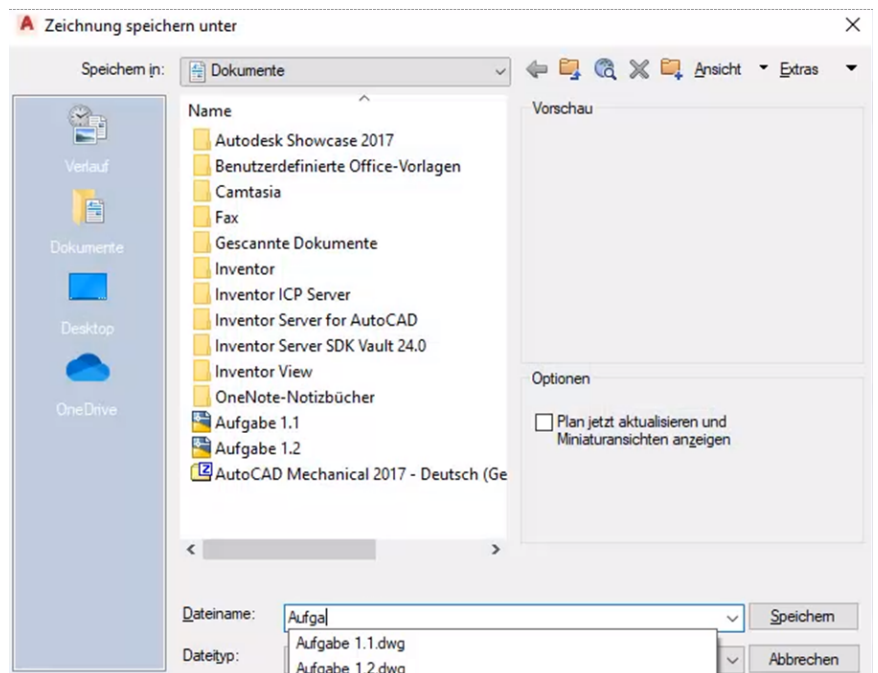 A Zeichnung speichern unter
Speichern in: Dokumente Ansicht Extras
Verlauf
Dokumente
Desktop
OneDrive
Name
Autodesk Showcase 2017
Benutzerdefinierte Office-Vorlagen
Camtasia
Fax
Gescannte Dokumente
Inventor
Inventor ICP Server
Inventor Server for AutoCAD
Inventor Server SDK Vault 24.0
Inventor View
OneNote-Notizbücher
Aufgabe 1.1
Aufgabe 1.2
AutoCAD Mechanical 2017 - Deutsch (Ge
Vorschau
Optionen
Plan jetzt aktualisieren und
Miniaturansichten anzeigen
Dateiname: Aufga Speichern
Aufgabe 1.1.dwg
Dateityp: Abbrechen
Aufgabe 1.2.dwg